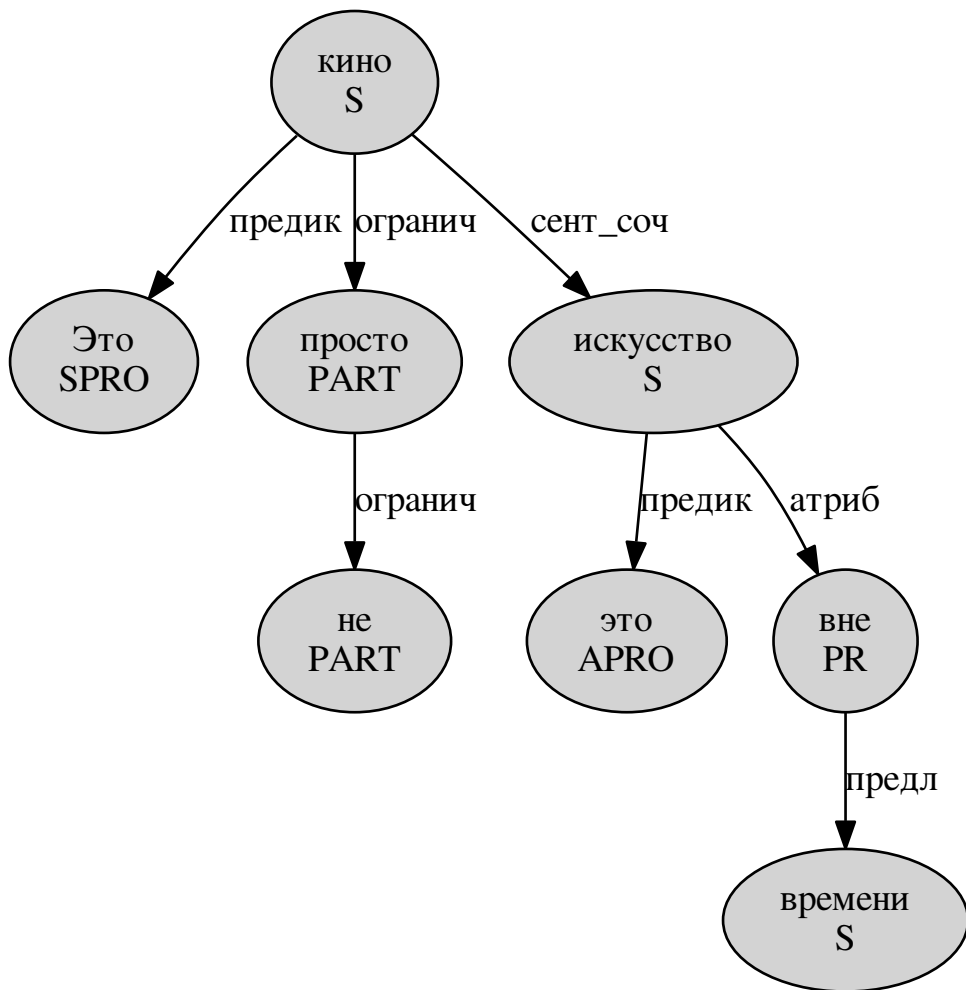 кино
S
предик
огранич
сент_соч
Это
SPRO
просто
PART
искусство
S
огранич
предик
атриб
не
PART
это
APRO
вне
PR
предл
времени
S